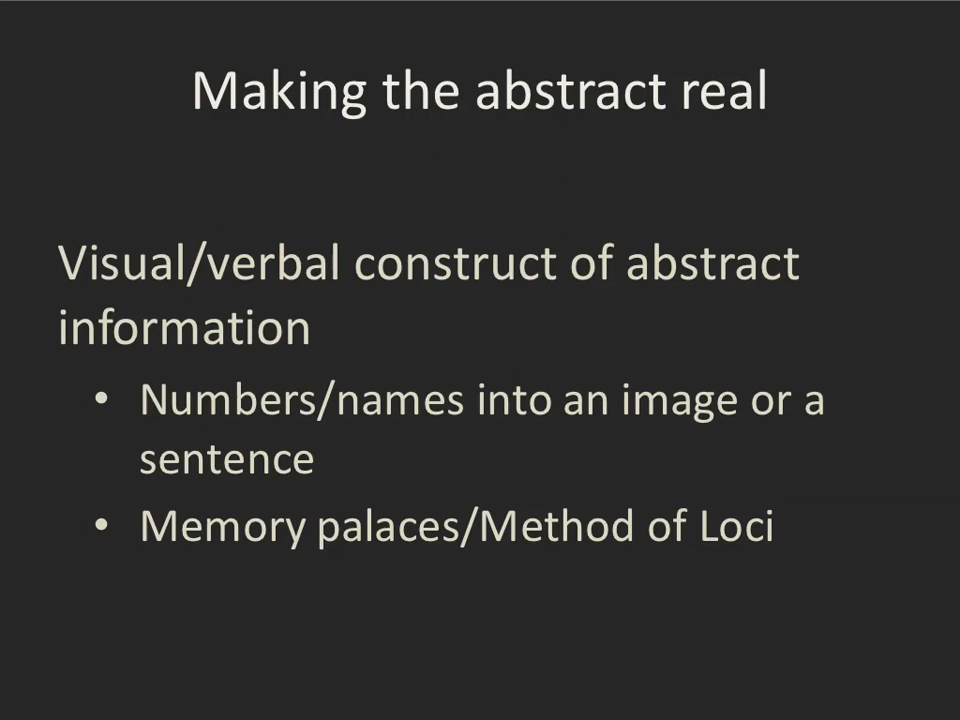 Making the abstract real
Visual/verbal construct of abstract
information
• Numbers/names into an image or a
sentence
• Memory palaces/Method of Loci